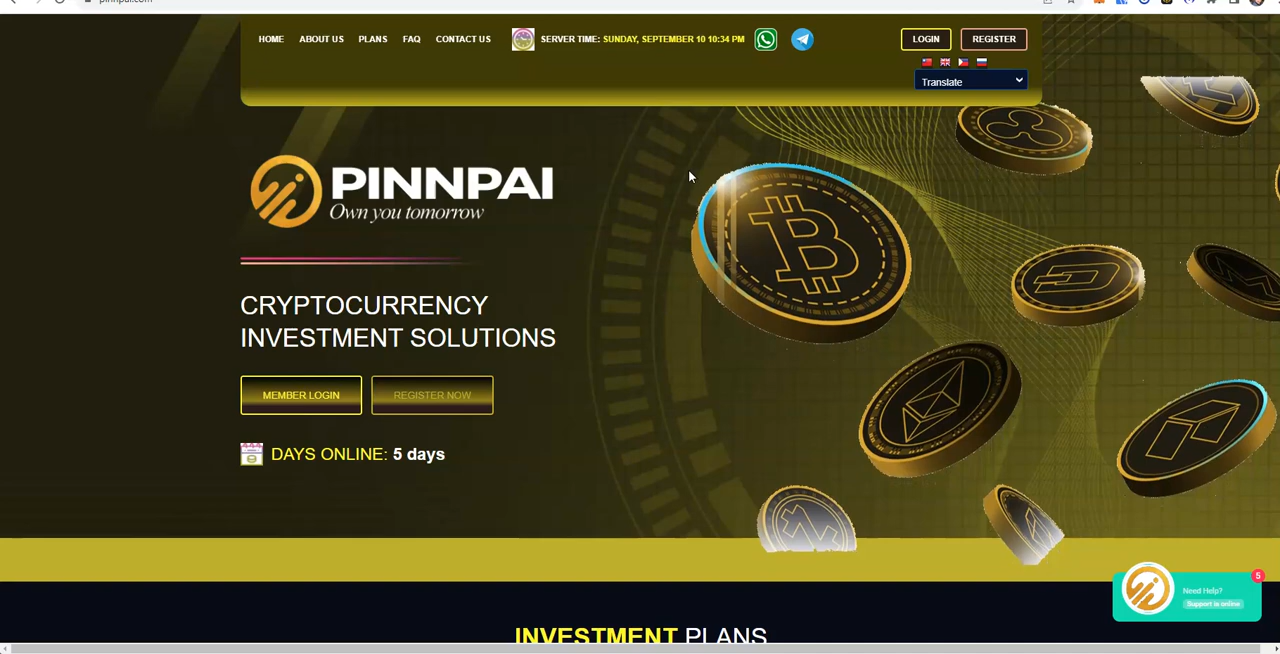 pinnpai.com
HOME ABOUT US PLANS FAQ CONTACT US SERVER TIME: SUNDAY, SEPTEMBER 10 10:34 PM LOGIN REGISTER
Translate
PINNPAI
Own you tomorrow
CRYPTOCURRENCY
INVESTMENT SOLUTIONS
MEMBER LOGIN REGISTER NOW
DAYS ONLINE: 5 days
5
Need Help?
Support is online
INVESTMENT PLANS